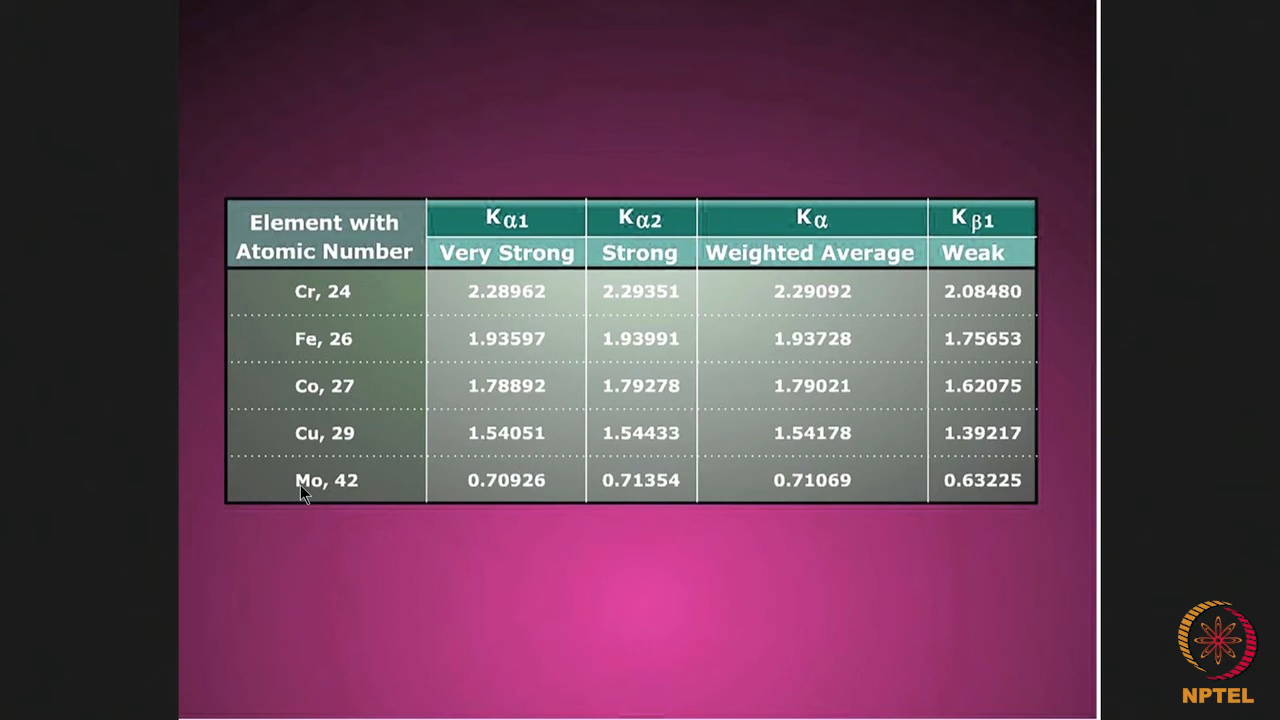 Element with Atomic Number Kα1 Kα2 Kα Kβ1
Very Strong Strong Weighted Average Weak
Cr, 24 2.28962 2.29351 2.29092 2.08480
Fe, 26 1.93597 1.93991 1.93728 1.75653
Co, 27 1.78892 1.79278 1.79021 1.62075
Cu, 29 1.54051 1.54433 1.54178 1.39217
Mo, 42 0.70926 0.71354 0.71069 0.63225
NPTEL